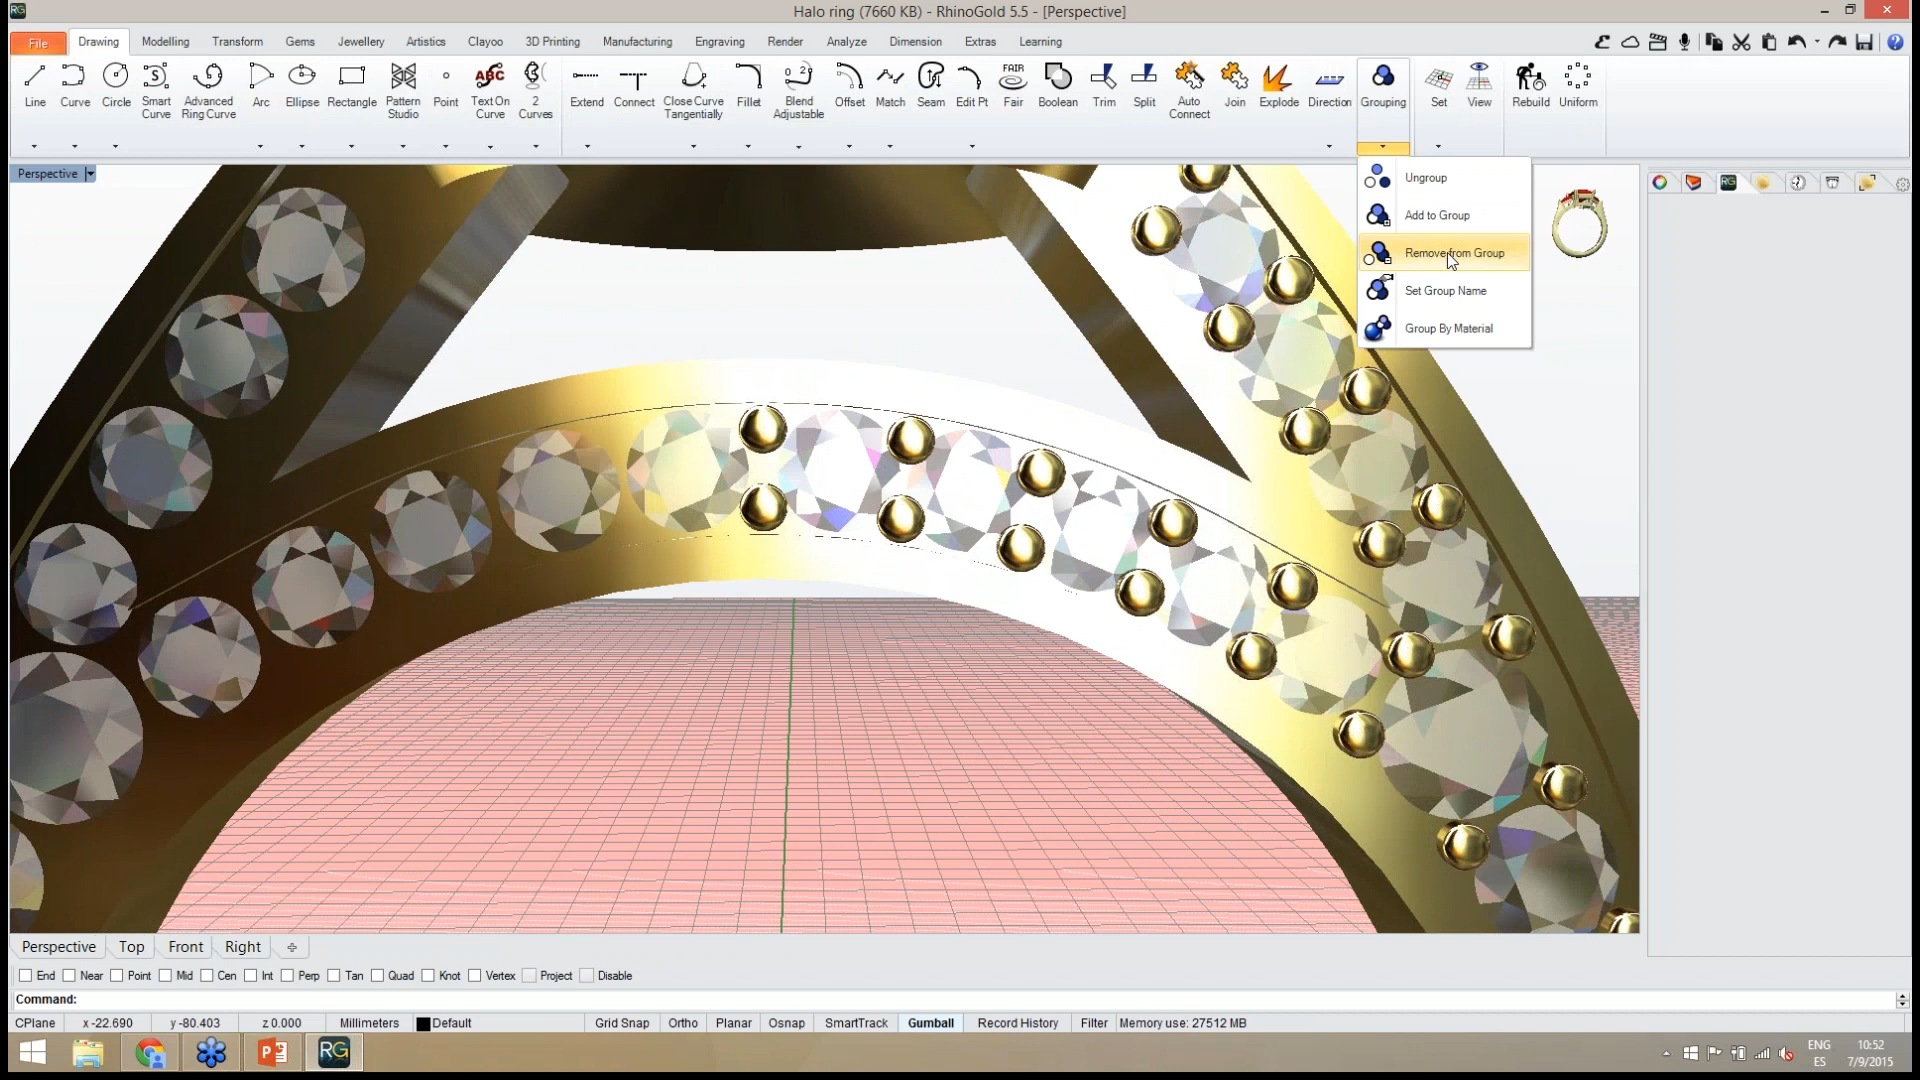 RG
Halo ring (7660 KB) - RhinoGold 5.5 - [Perspective]
File Drawing Modelling Transform Gems Jewellery Artistics Clayoo 3D Printing Manufacturing Engraving Render Analyze Dimension Extras Learning
Line Curve Circle Smart Curve Advanced Ring Curve Arc Ellipse Rectangle Pattern Studio Point Text On Curve 2 Curves Extend Connect Close Curve Tangentially Fillet Blend Adjustable Offset Match Seam Edit Pt Fair Boolean Trim Split Auto Connect Join Explode Direction Grouping Set View Rebuild Uniform
ABC
FAIR
Perspective
Ungroup
Add to Group
Remove from Group
Set Group Name
Group By Material
RG
Perspective Top Front Right
End Near Point Mid Cen Int Perp Tan Quad Knot Vertex Project Disable
Command:
CPlane x -22.690 y -80.403 z 0.000 Millimeters Default Grid Snap Ortho Planar Osnap SmartTrack Gumball Record History Filter Memory use: 27512 MB
RG
ENG 10:52
ES 7/9/2015